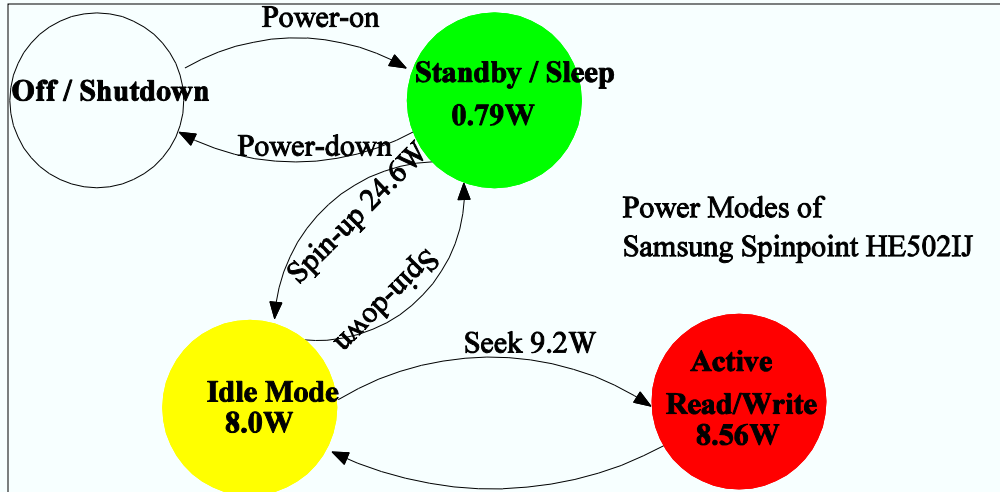 Power-on
Off / Shutdown
Standby / Sleep
0.79W
Power-down
Spin-up 24.6W
Spin-down
Power Modes of
Samsung Spinpoint HE502IJ
Idle Mode
8.0W
Seek 9.2W
Active
Read/Write
8.56W